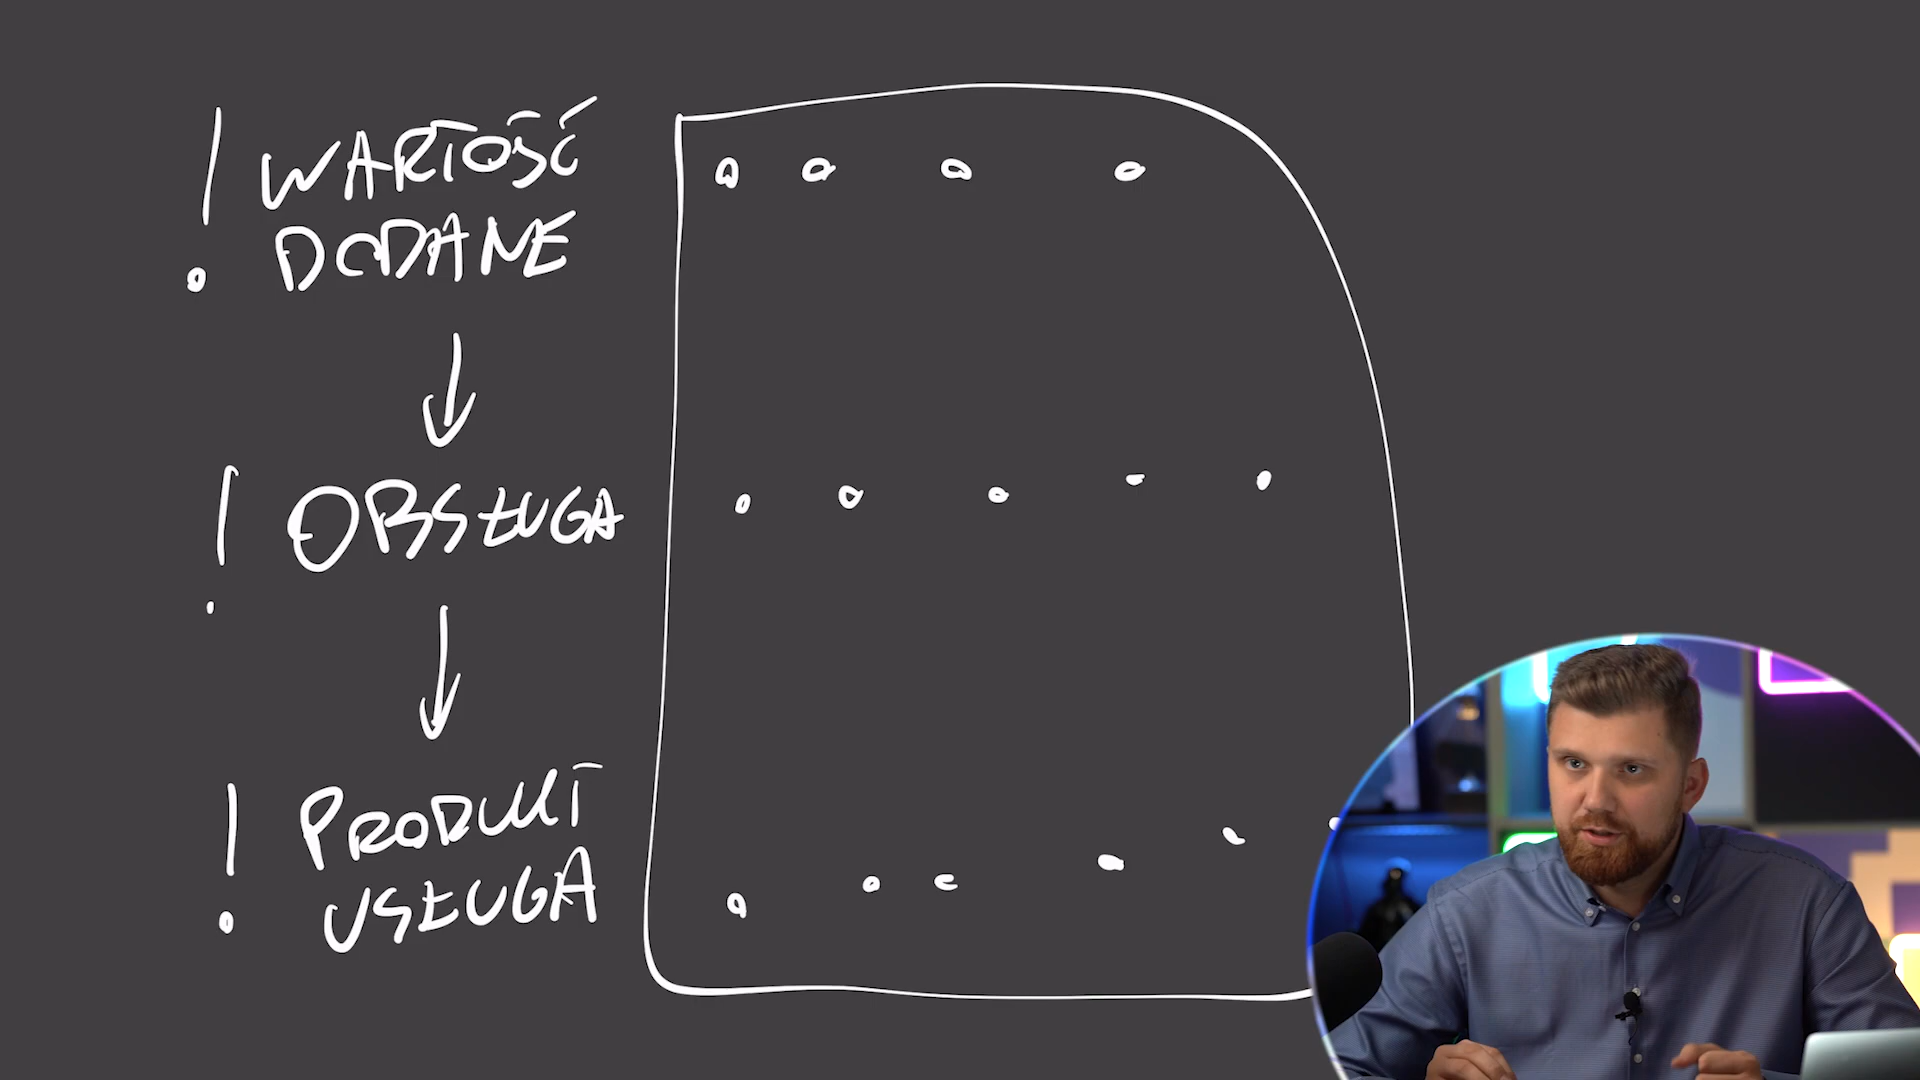 ! WARTOŚĆ
DODANE
! OBSŁUGA
! PRODUKT
USŁUGA